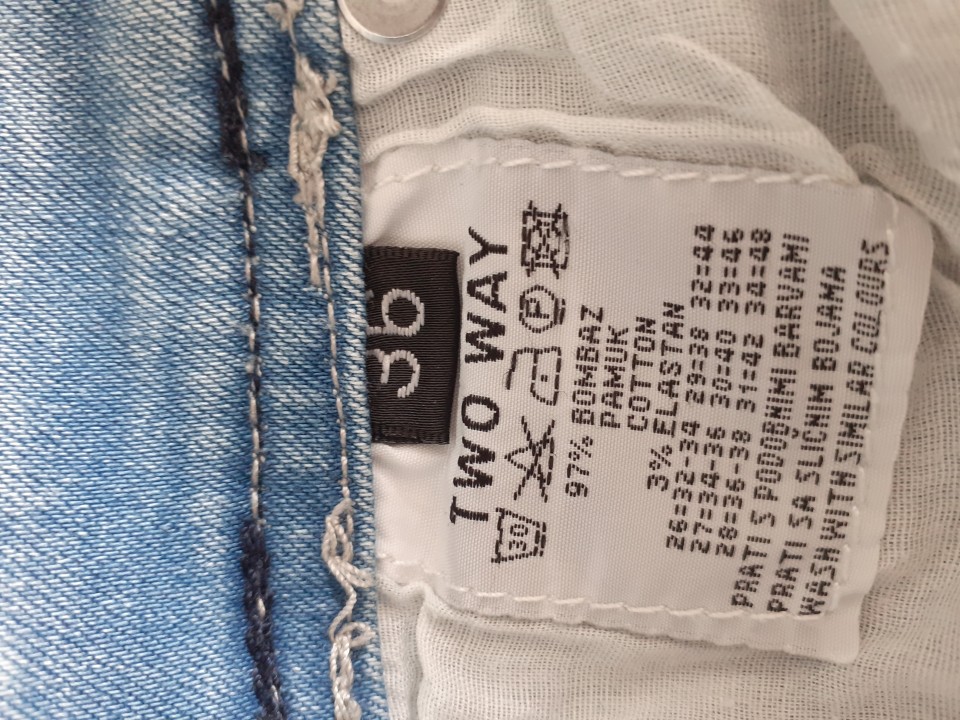 36
TWO WAY
30 P
97% BOMBAZ
PAMUK
COTTON
3% ELASTAN
26=32-34 29=38 32=44
27=34-36 30=40 33=46
28=36-38 31=42 34=48
PRATI S PODOBNIMI BARVAMI
PRATI SA SLIČNIM BOJAMA
WASH WITH SIMILAR COLOURS